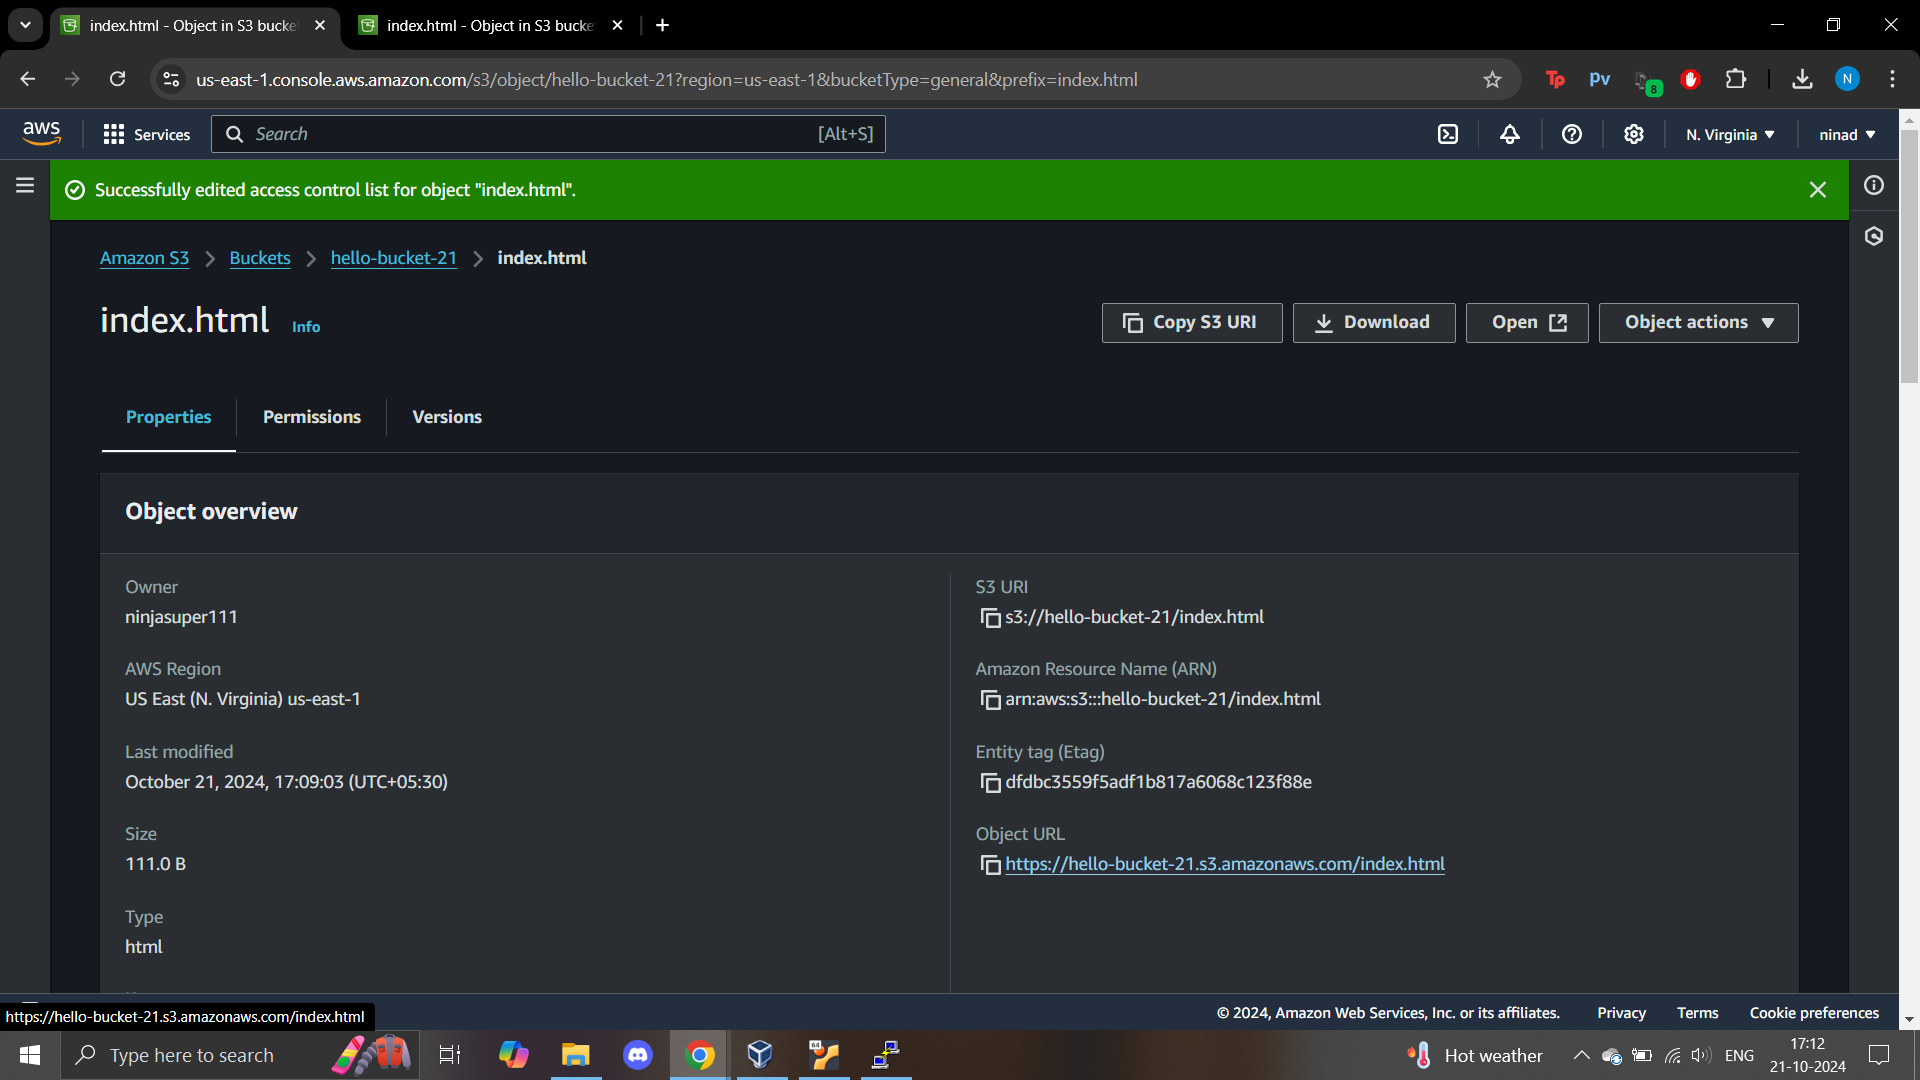 index.html - Object in S3 bucke
index.html - Object in S3 bucke
us-east-1.console.aws.amazon.com/s3/object/hello-bucket-21?region=us-east-1&bucketType=general&prefix=index.html
Tp
pv
8
N
aws
Services
Search
[Alt+S]
N. Virginia
ninad
Successfully edited access control list for object "index.html".
Amazon S3
Buckets
hello-bucket-21
index.html
index.html
Info
Copy S3 URI
Download
Open
Object actions
Properties
Permissions
Versions
Object overview
Owner
ninjasuper111
AWS Region
US East (N. Virginia) us-east-1
Last modified
October 21, 2024, 17:09:03 (UTC+05:30)
Size
111.0 B
Type
html
S3 URI
s3://hello-bucket-21/index.html
Amazon Resource Name (ARN)
arn:aws:s3:::hello-bucket-21/index.html
Entity tag (Etag)
dfdbc3559f5adf1b817a6068c123f88e
Object URL
https://hello-bucket-21.s3.amazonaws.com/index.html
https://hello-bucket-21.s3.amazonaws.com/index.html
© 2024, Amazon Web Services, Inc. or its affiliates.
Privacy
Terms
Cookie preferences
Type here to search
64
Hot weather
ENG
17:12
21-10-2024